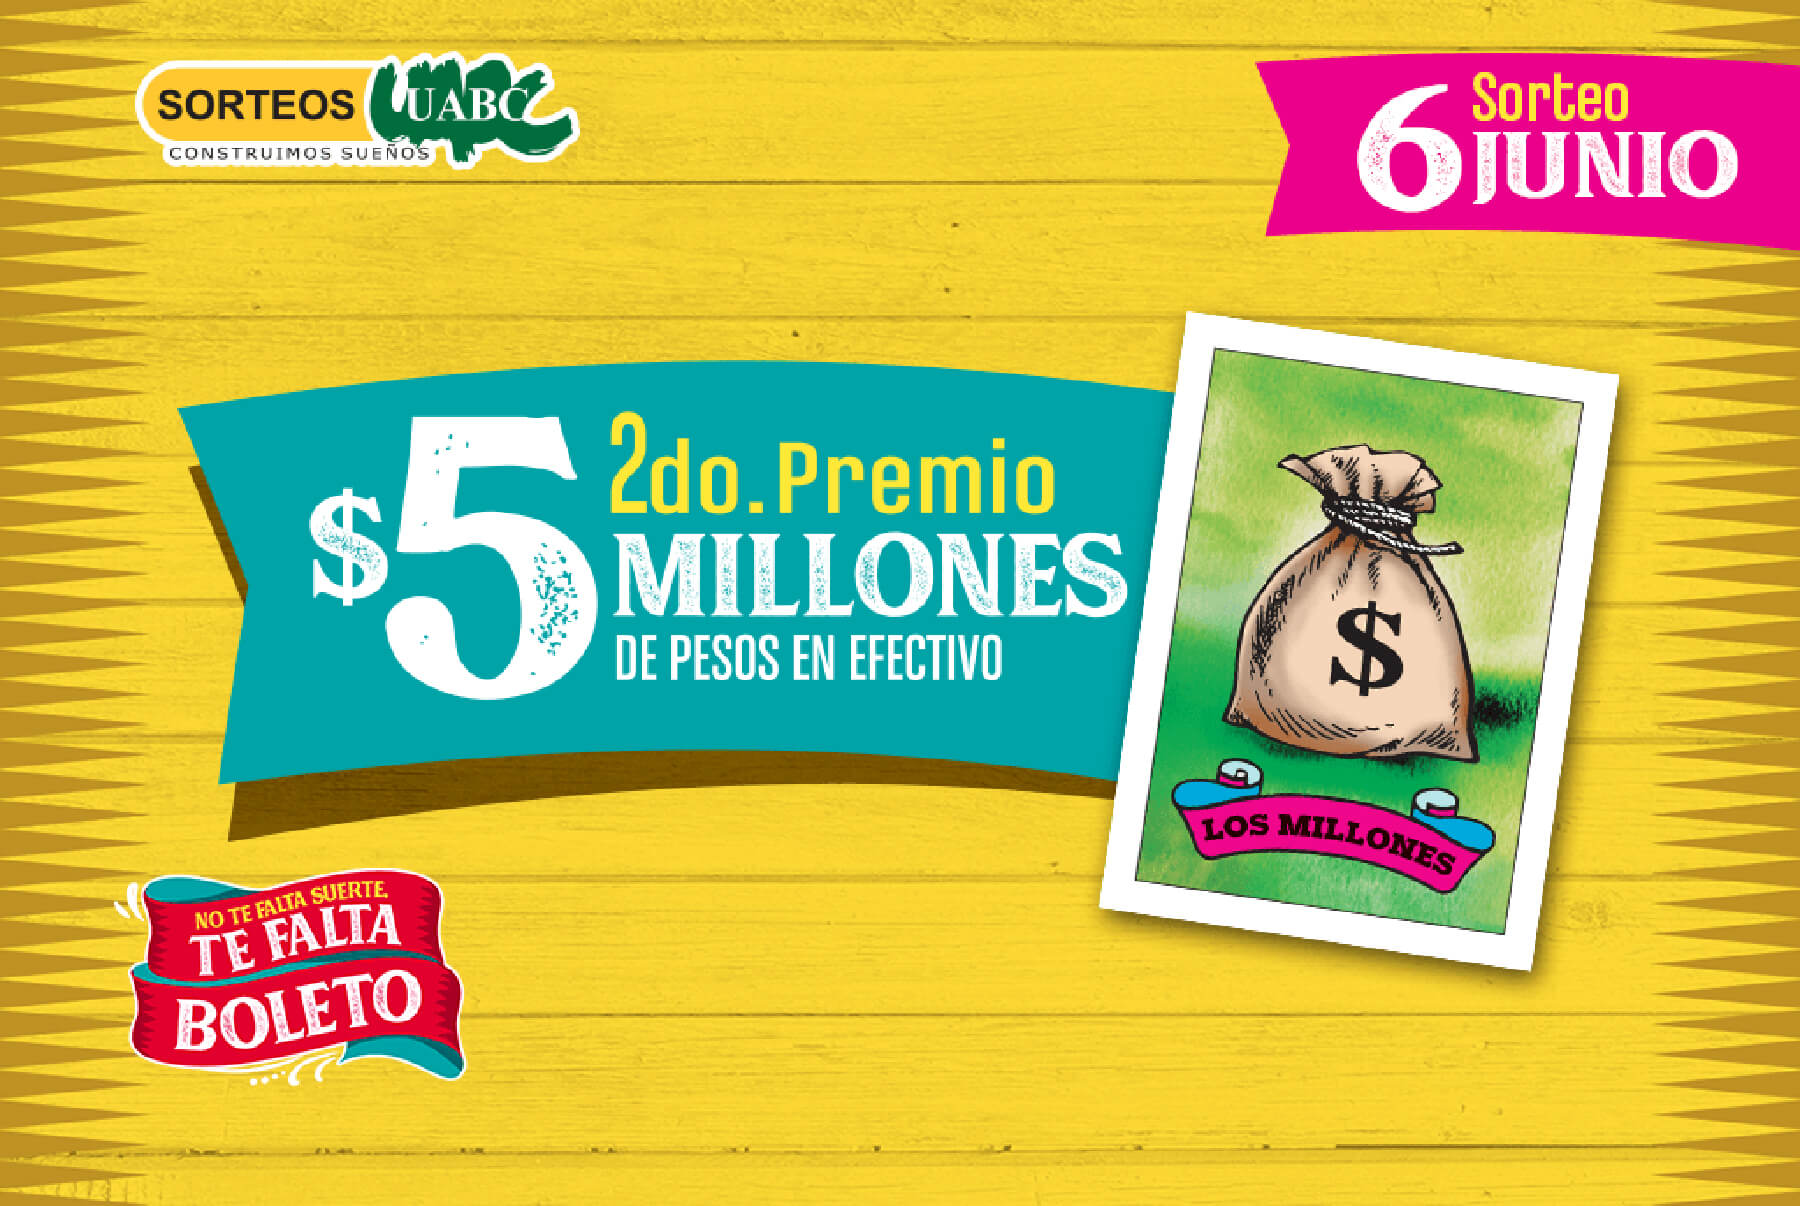 SORTEOS UABC
CONSTRUIMOS SUEÑOS
6 Sorteo
JUNIO
2do. Premio
$5 MILLONES
DE PESOS EN EFECTIVO
$
LOS MILLONES
NO TE FALTA SUERTE,
TE FALTA
BOLETO